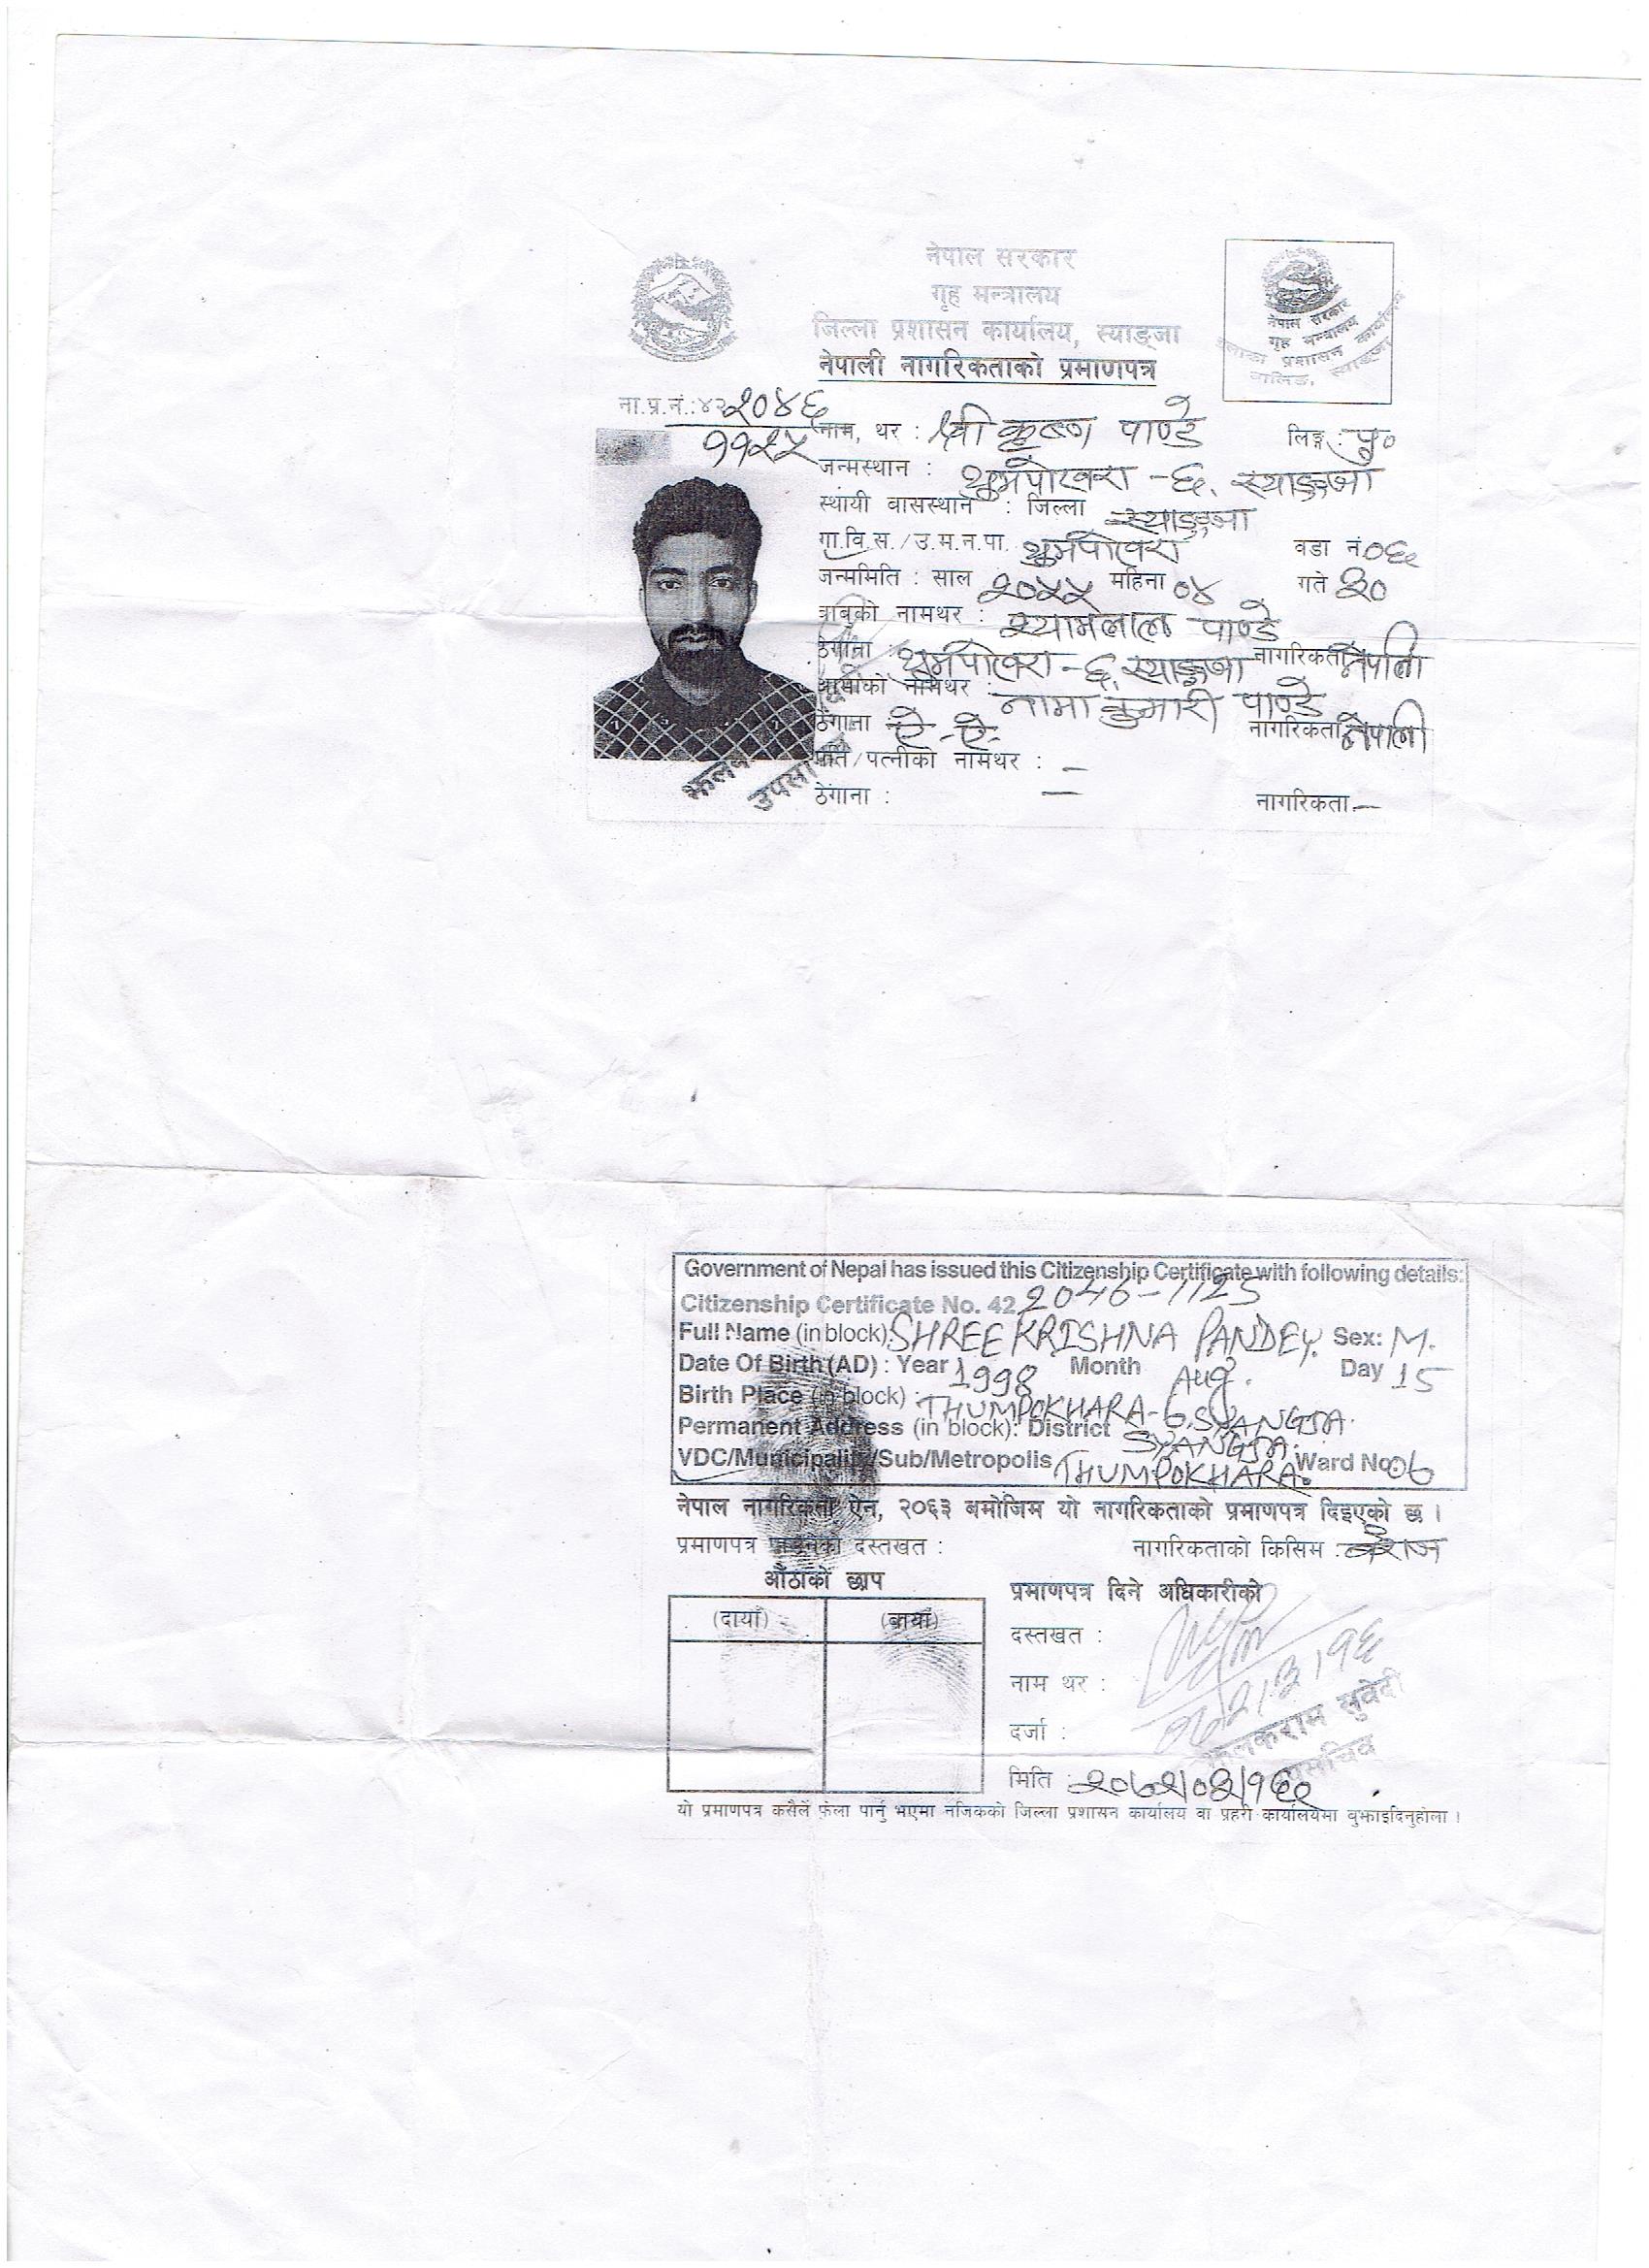 नेपाल सरकार
गृह मन्त्रालय
जिल्ला प्रशासन कार्यालय, स्याङ्जा
नेपाली नागरिकताको प्रमाणपत्र
नेपाल सरकार
गृह मन्त्रालय
प्रशासन कार्यालय
वालिङ, स्याङ्जा
ना.प्र.नं.:४२ २०४६
११२५
नाम, थर : श्री कृष्ण पाण्डे लिङ्ग : पु०
जन्मस्थान : थुम्पोखरा -६, स्याङ्जा
स्थायी वासस्थान : जिल्ला स्याङ्जा
गा.वि.स./उ.म.न.पा. थुम्पोखरा वडा नं ०६
जन्ममिति : साल २०५५ महिना ०४ गते ३०
बाबुको नामथर : श्यामलाल पाण्डे
ठेगाना : थुम्पोखरा -६, स्याङ्जा नागरिकता नेपाली
आमाको नामथर : नामा कुमारी पाण्डे
ठेगाना ऐ-ऐ- नागरिकता नेपाली
पति/पत्नीको नामथर : —
ठेगाना : — नागरिकता —
Government of Nepal has issued this Citizenship Certificate with following details:
Citizenship Certificate No. 42 2046-1125
Full Name (in block): SHREE KRISHNA PANDEY. Sex: M.
Date Of Birth (AD) : Year 1998 Month Aug. Day 15
Birth Place (in block) : THUMPOKHARA-6, SYANGJA.
Permanent Address (in block): District SYANGJA.
VDC/Municipality/Sub/Metropolis THUMPOKHARA. Ward No. 06
नेपाल नागरिकता ऐन, २०६३ बमोजिम यो नागरिकताको प्रमाणपत्र दिइएको छ ।
प्रमाणपत्र पाउनेको दस्तखत : नागरिकताको किसिम : वंशज
औंठाको छाप
(दायाँ) (बायाँ)
प्रमाणपत्र दिने अधिकारीको
दस्तखत :
नाम थर :
दर्जा :
मिति :
यो प्रमाणपत्र कसैले फेला पार्नु भएमा नजिकको जिल्ला प्रशासन कार्यालय वा प्रहरी कार्यालयमा बुझाइदिनुहोला ।